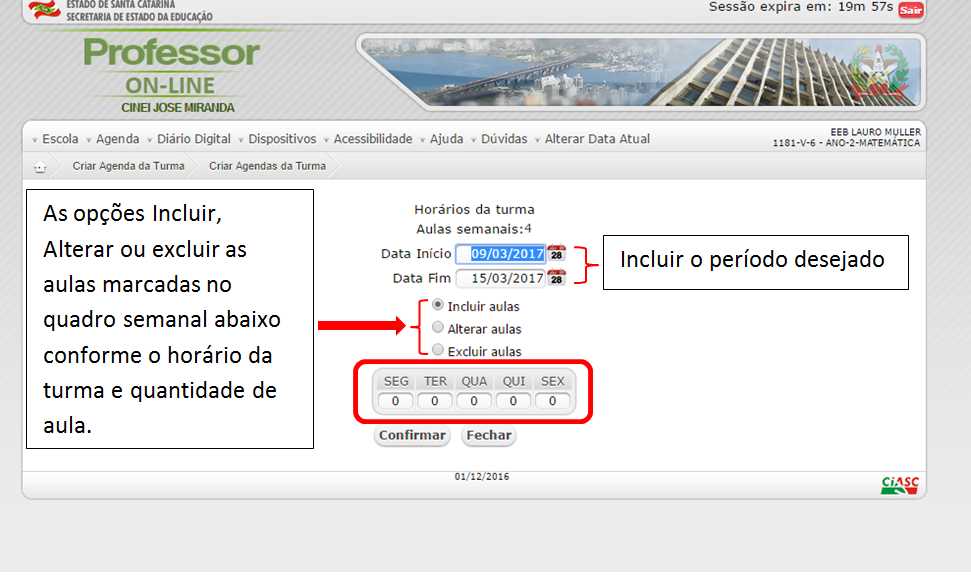 ESTADO DE SANTA CATARINA
SECRETARIA DE ESTADO DA EDUCAÇÃO
Sessão expira em: 19m 57s Sair
Professor
ON-LINE
CINEI JOSE MIRANDA
Escola Agenda Diário Digital Dispositivos Acessibilidade Ajuda Dúvidas Alterar Data Atual
EEB LAURO MULLER
1181-V-6 - ANO-2-MATEMÁTICA
Criar Agenda da Turma Criar Agendas da Turma
As opções Incluir,
Alterar ou excluir as
aulas marcadas no
quadro semanal abaixo
conforme o horário da
turma e quantidade de
aula.
Horários da turma
Aulas semanais:4
Data Início 09/03/2017 28
Data Fim 15/03/2017 28
Incluir o período desejado
Incluir aulas
Alterar aulas
Excluir aulas
SEG TER QUA QUI SEX
0 0 0 0 0
Confirmar Fechar
01/12/2016
CIASC